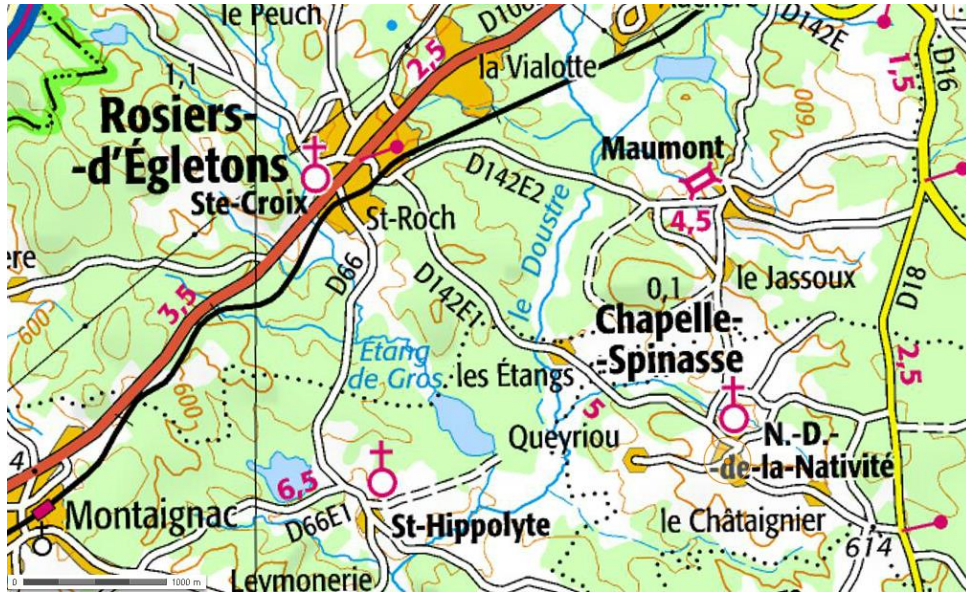 le Peuch
D142E
2,5
la Vialotte
1,5
D16
1,1
600
Rosiers-
-d'Égletons
Maumont
Ste-Croix
D142E2
St-Roch
4,5
le Doustre
D66
D142E1
0,1
le Jassoux
D18
3,5
600
Chapelle-
-Spinasse
Étang
de Gros
les Étangs
2,5
600
5
Queyriou
N.-D.-
-de-la-Nativité
4
6,5
Montaignac
D66E1
St-Hippolyte
le Châtaignier
614
Leymonerie
0 1000 m